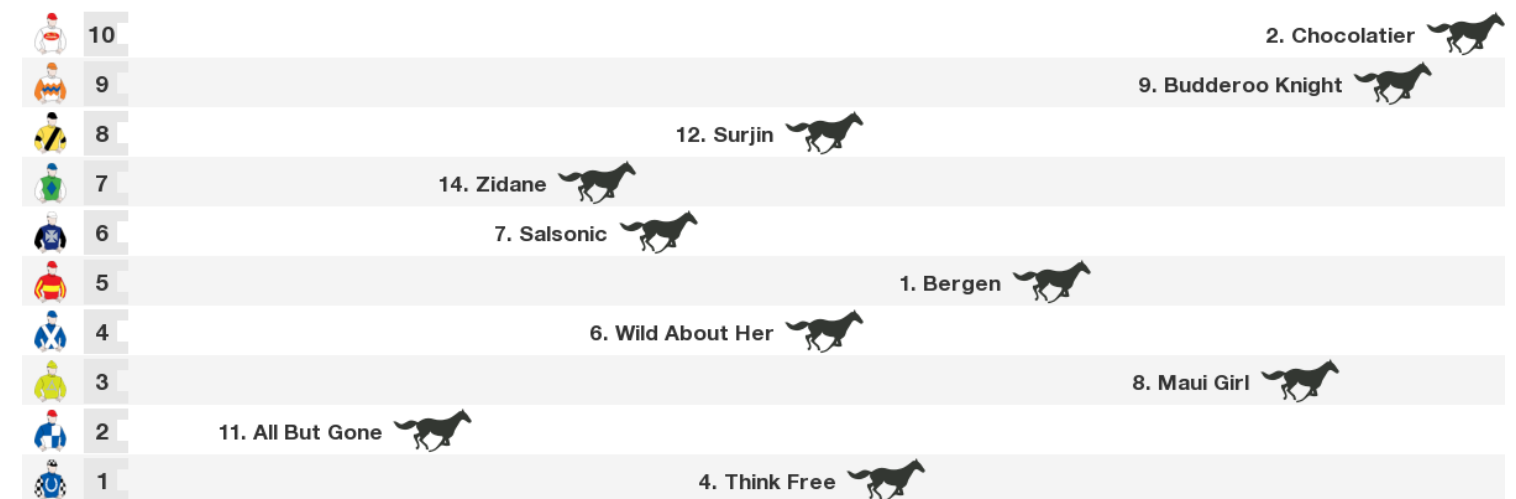 10 2. Chocolatier
9 9. Budderoo Knight
8 12. Surjin
7 14. Zidane
6 7. Salsonic
5 1. Bergen
4 6. Wild About Her
3 8. Maui Girl
2 11. All But Gone
1 4. Think Free